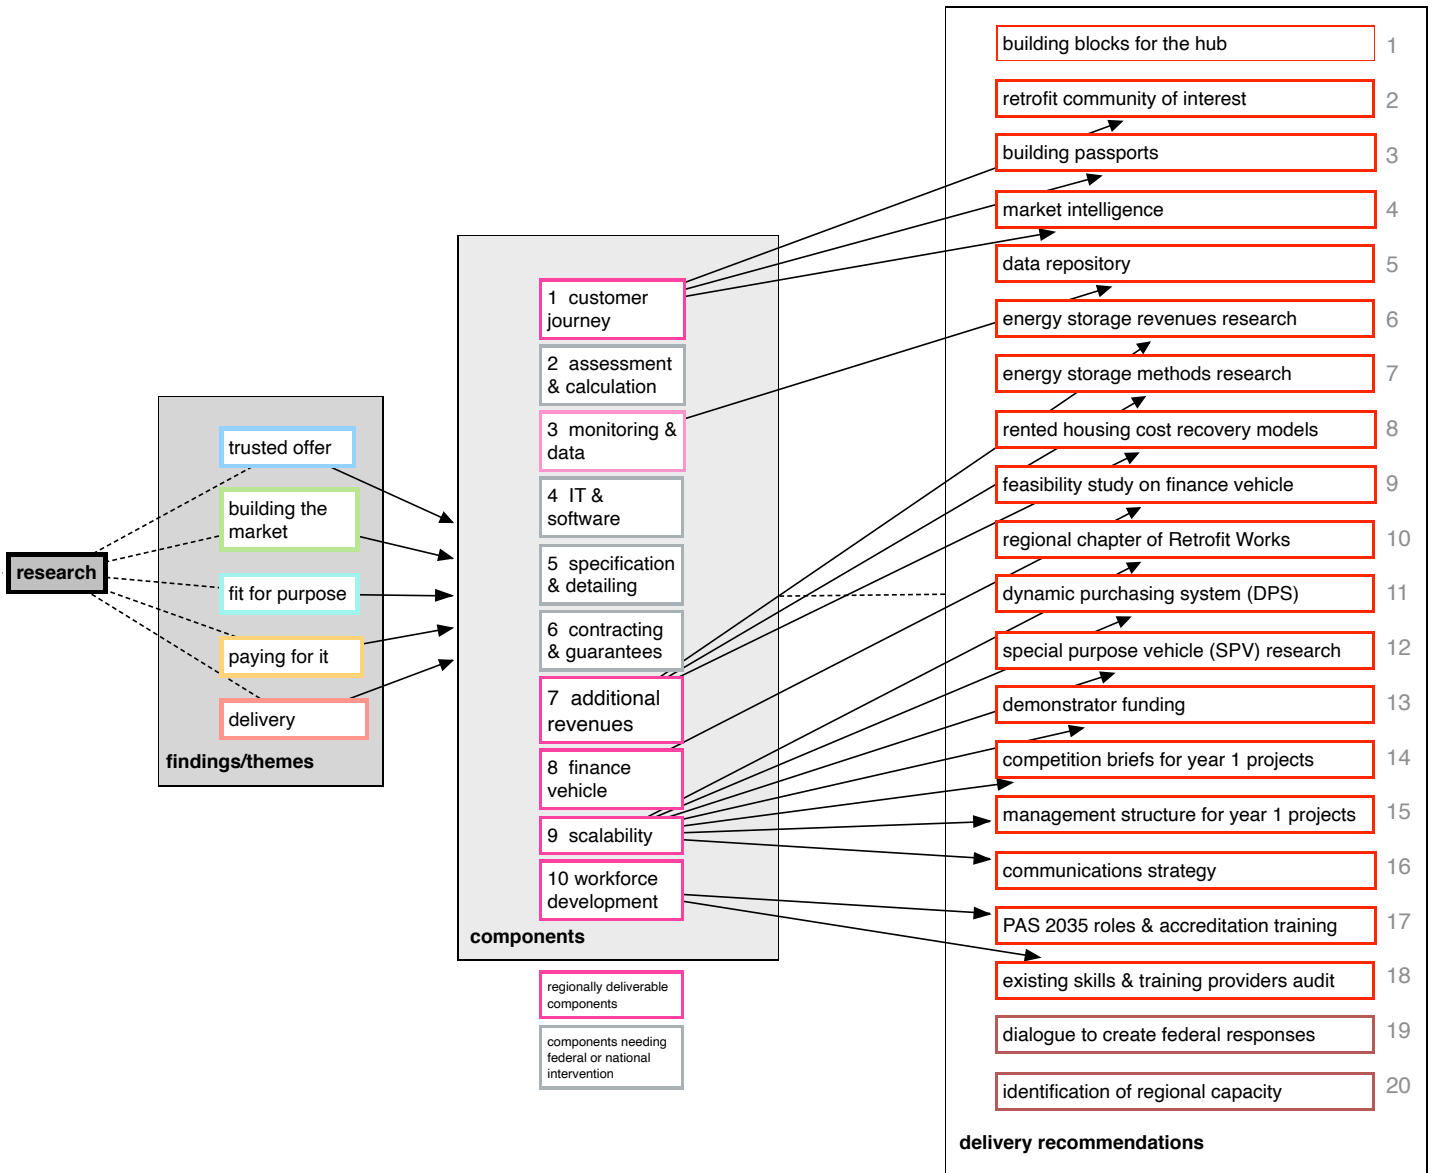 research
trusted offer
building the
market
fit for purpose
paying for it
delivery
findings/themes
1 customer
journey
2 assessment
& calculation
3 monitoring &
data
4 IT &
software
5 specification
& detailing
6 contracting
& guarantees
7 additional
revenues
8 finance
vehicle
9 scalability
10 workforce
development
components
regionally deliverable
components
components needing
federal or national
intervention
building blocks for the hub 1
retrofit community of interest 2
building passports 3
market intelligence 4
data repository 5
energy storage revenues research 6
energy storage methods research 7
rented housing cost recovery models 8
feasibility study on finance vehicle 9
regional chapter of Retrofit Works 10
dynamic purchasing system (DPS) 11
special purpose vehicle (SPV) research 12
demonstrator funding 13
competition briefs for year 1 projects 14
management structure for year 1 projects 15
communications strategy 16
PAS 2035 roles & accreditation training 17
existing skills & training providers audit 18
dialogue to create federal responses 19
identification of regional capacity 20
delivery recommendations